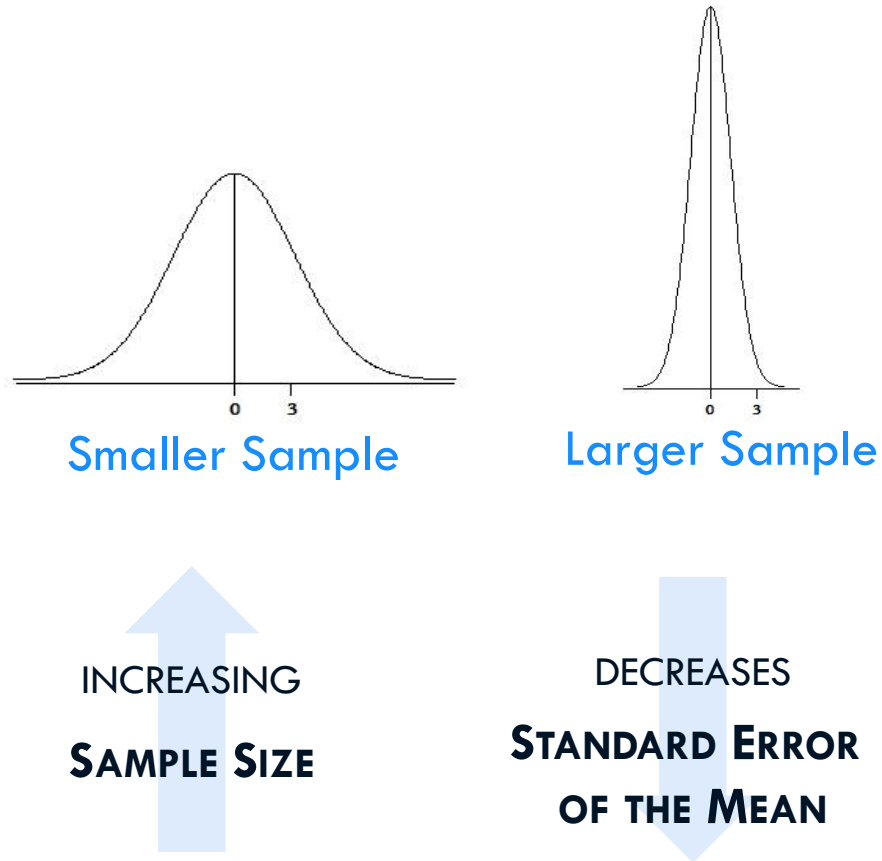 0 3
Smaller Sample
0 3
Larger Sample
INCREASING
SAMPLE SIZE
DECREASES
STANDARD ERROR
OF THE MEAN